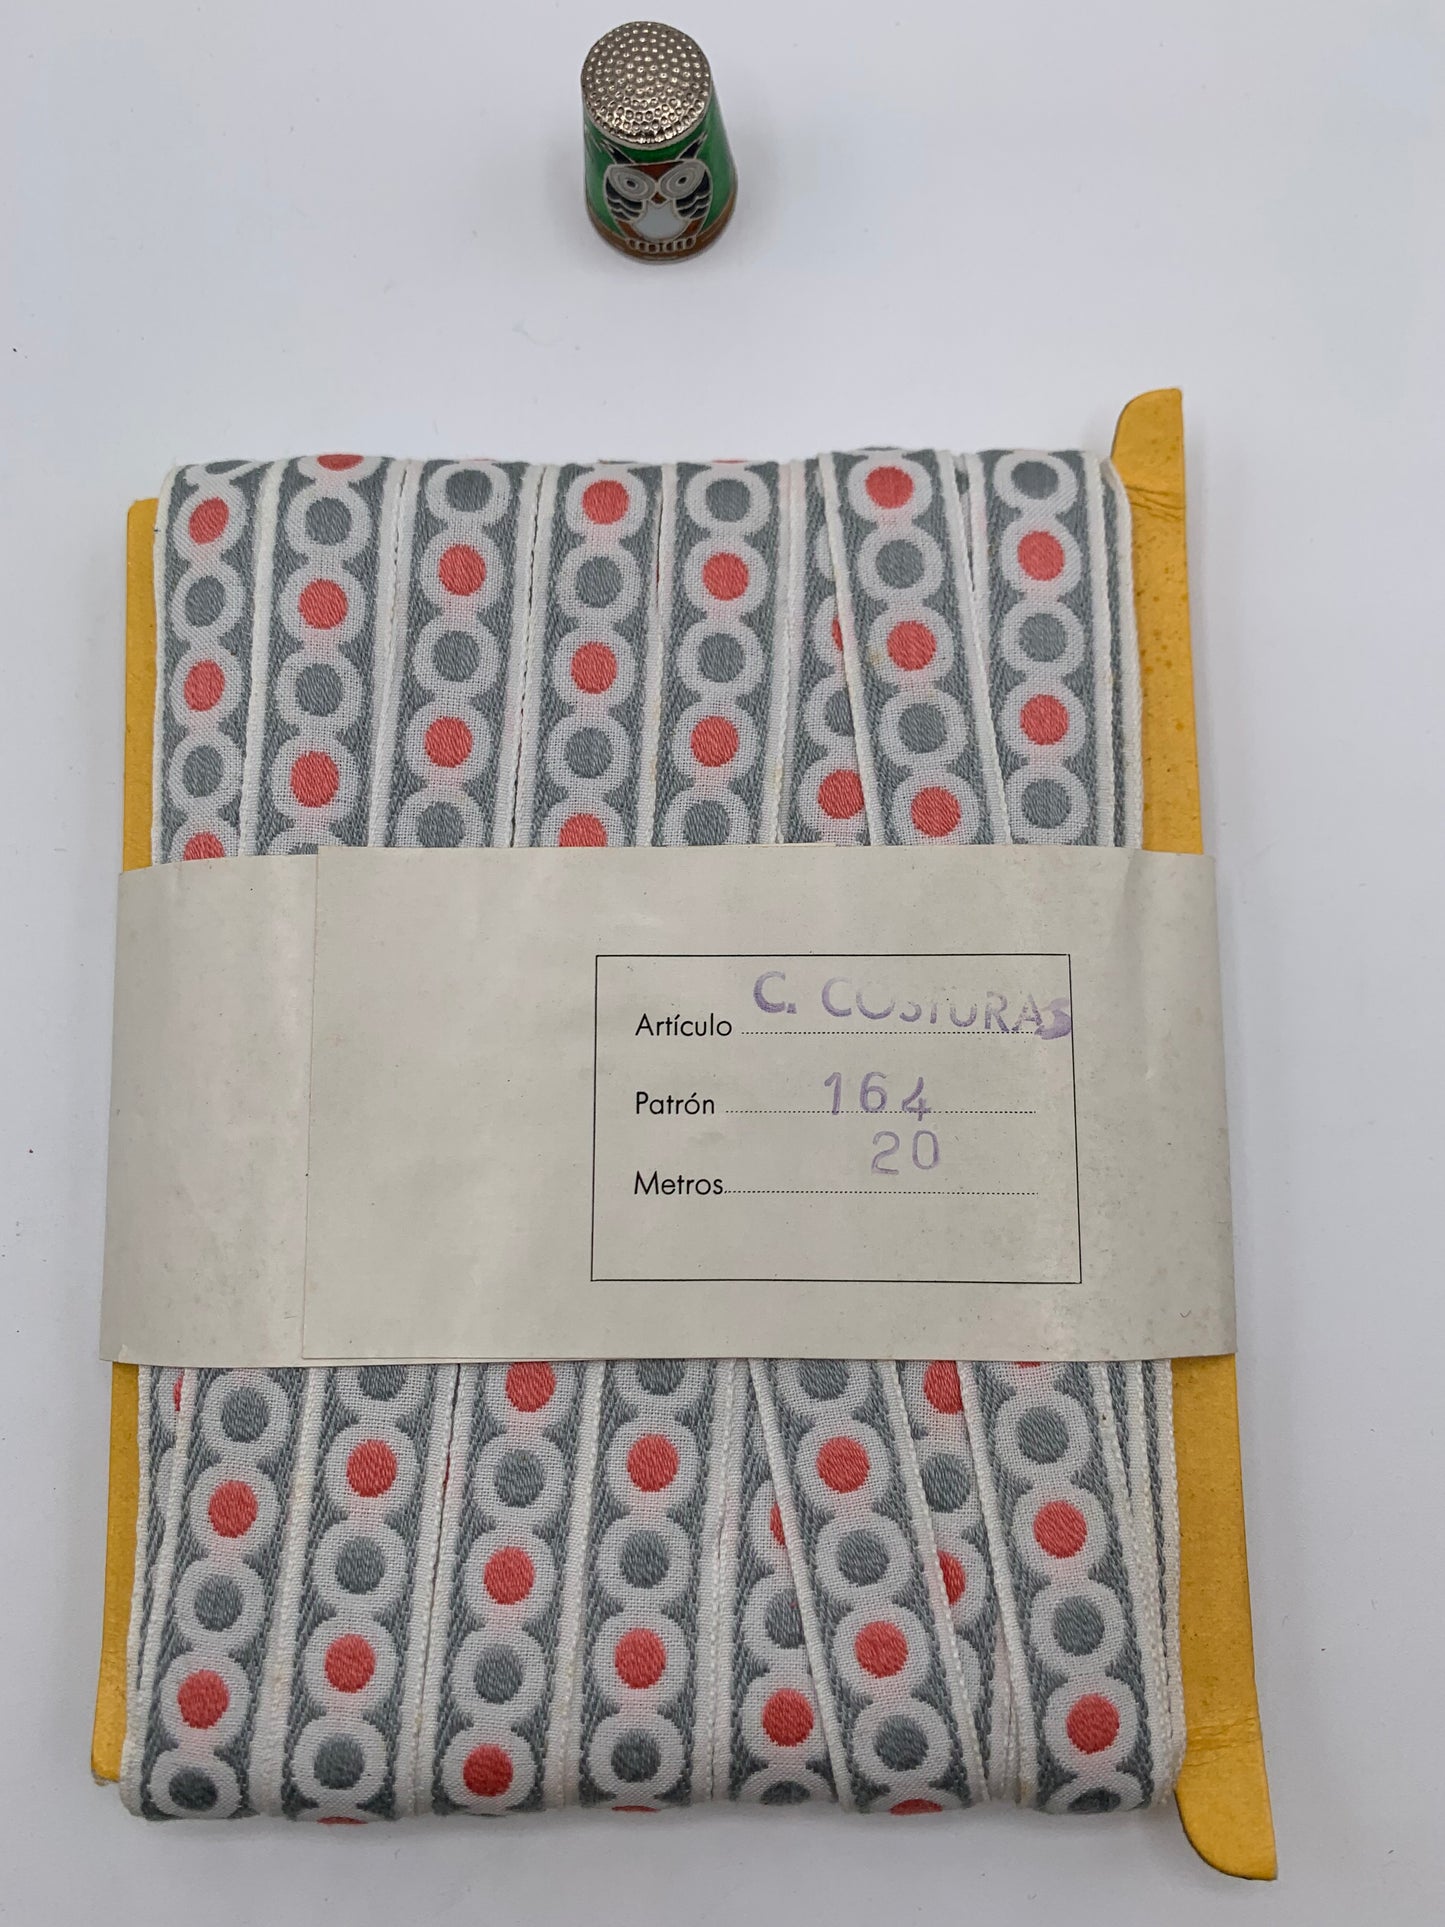 Artículo C. COSTURAS
Patrón 164
20
Metros